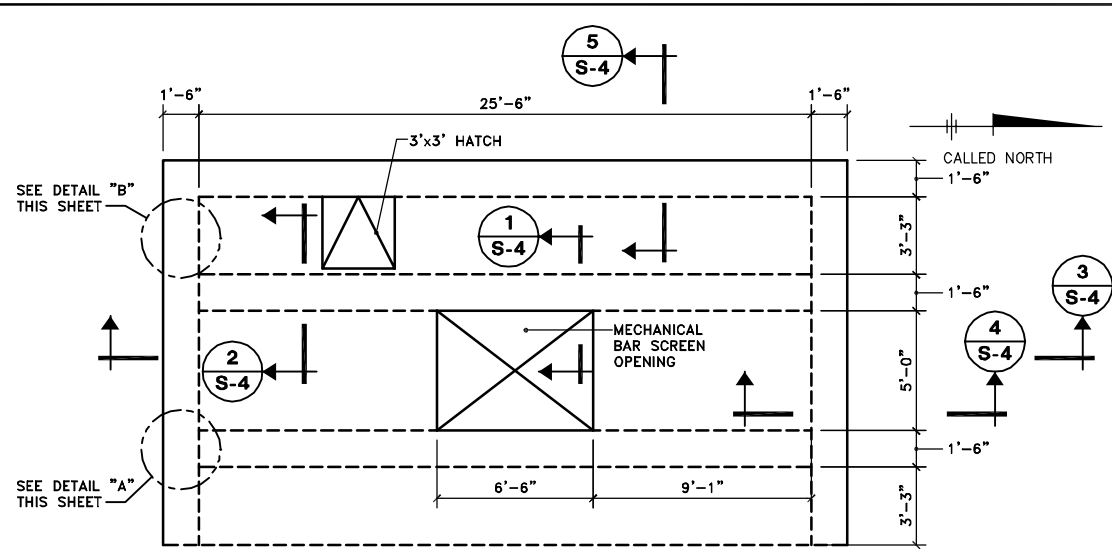 5
S-4
1'-6"
25'-6"
1'-6"
3'x3' HATCH
CALLED NORTH
SEE DETAIL "B"
THIS SHEET
1'-6"
3'-3"
1
S-4
3
S-4
1'-6"
MECHANICAL
BAR SCREEN
OPENING
4
S-4
2
S-4
5'-0"
1'-6"
SEE DETAIL "A"
THIS SHEET
6'-6"
9'-1"
3'-3"